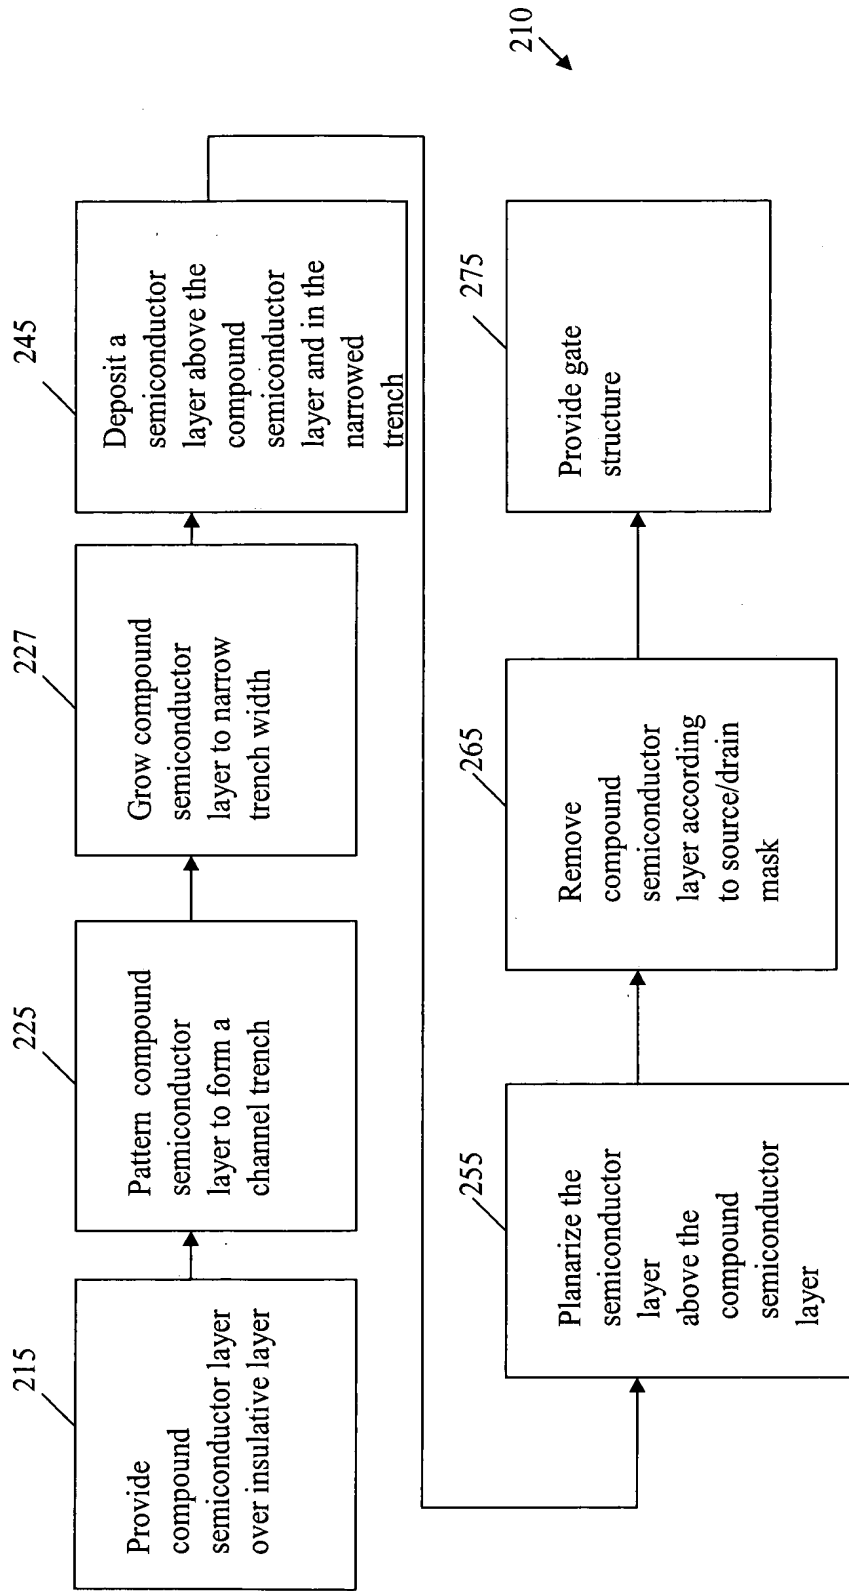 210
215
Provide
compound
semiconductor layer
over insulative layer
225
Pattern compound
semiconductor
layer to form a
channel trench
227
Grow compound
semiconductor
layer to narrow
trench width
245
Deposit a
semiconductor
layer above the
compound
semiconductor
layer and in the
narrowed
trench
255
Planarize the
semiconductor
layer
above the
compound
semiconductor
layer
265
Remove
compound
semiconductor
layer according
to source/drain
mask
275
Provide gate
structure